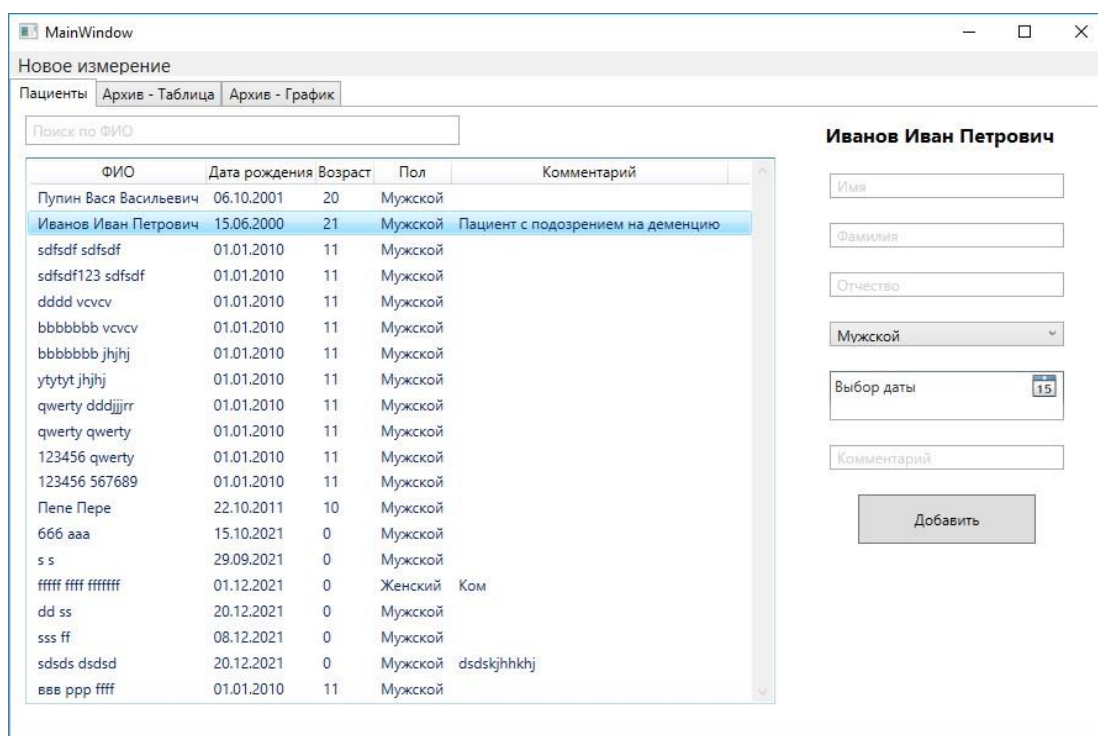 MainWindow
Новое измерение
Пациенты Архив - Таблица Архив - График
Поиск по ФИО
Иванов Иван Петрович
ФИО Дата рождения Возраст Пол Комментарий
Пупин Вася Васильевич 06.10.2001 20 Мужской
Иванов Иван Петрович 15.06.2000 21 Мужской Пациент с подозрением на деменцию
sdfsdf sdfsdf 01.01.2010 11 Мужской
sdfsdf123 sdfsdf 01.01.2010 11 Мужской
dddd vcvcv 01.01.2010 11 Мужской
bbbbbbb vcvcv 01.01.2010 11 Мужской
bbbbbbb jhjhj 01.01.2010 11 Мужской
ytytyt jhjhj 01.01.2010 11 Мужской
qwerty dddjjjrr 01.01.2010 11 Мужской
qwerty qwerty 01.01.2010 11 Мужской
123456 qwerty 01.01.2010 11 Мужской
123456 567689 01.01.2010 11 Мужской
Пепе Пере 22.10.2011 10 Мужской
666 aaa 15.10.2021 0 Мужской
s s 29.09.2021 0 Мужской
fffff ffff fffffff 01.12.2021 0 Женский Ком
dd ss 20.12.2021 0 Мужской
sss ff 08.12.2021 0 Мужской
sdsds dsdsd 20.12.2021 0 Мужской dsdskjhhkhj
ввв ррр ffff 01.01.2010 11 Мужской
Имя
Фамилия
Отчество
Мужской
Выбор даты 15
Комментарий
Добавить